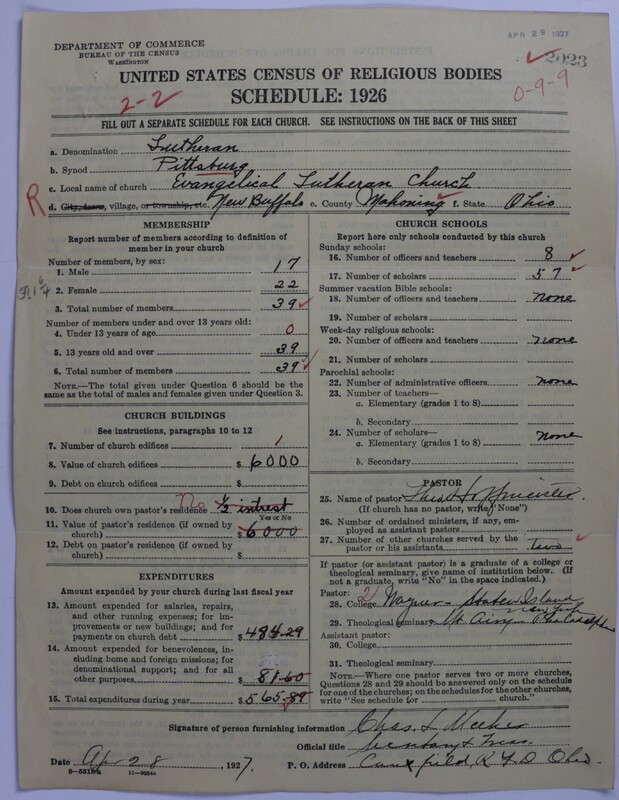 APR 28 1927
DEPARTMENT OF COMMERCE
BUREAU OF THE CENSUS
WASHINGTON
2023
UNITED STATES CENSUS OF RELIGIOUS BODIES
2-2
SCHEDULE: 1926
0-9-9
FILL OUT A SEPARATE SCHEDULE FOR EACH CHURCH. SEE INSTRUCTIONS ON THE BACK OF THIS SHEET
a. Denomination Lutheran
b. Synod Pittsburg
c. Local name of church Evangelical Lutheran Church
R d. City, town, village, or township, etc. New Buffalo e. County Mahoning f. State Ohio
MEMBERSHIP
Report number of members according to definition of
member in your church
Number of members, by sex:
1. Male 17
2. Female 22
3. Total number of members 39
Number of members under and over 13 years old:
4. Under 13 years of age 0
5. 13 years old and over 39
6. Total number of members 39
NOTE.—The total given under Question 6 should be
the same as the total of males and females given under Question 3.
CHURCH BUILDINGS
See instructions, paragraphs 10 to 12
7. Number of church edifices 1
8. Value of church edifices $ 6000
9. Debt on church edifices $
10. Does church own pastor's residence No ½ intrest
Yes or No
11. Value of pastor's residence (if owned by
church) $ 6000
12. Debt on pastor's residence (if owned by
church) $
EXPENDITURES
Amount expended by your church during last fiscal year
13. Amount expended for salaries, repairs,
and other running expenses; for im-
provements or new buildings; and for
payments on church debt $ 484.29
14. Amount expended for benevolences, in-
cluding home and foreign missions; for
denominational support; and for all
other purposes $ 81.60
15. Total expenditures during year $ 565.89
CHURCH SCHOOLS
Report here only schools conducted by this church
Sunday schools:
16. Number of officers and teachers 8
17. Number of scholars 57
Summer vacation Bible schools:
18. Number of officers and teachers none
19. Number of scholars
Week-day religious schools:
20. Number of officers and teachers none
21. Number of scholars
Parochial schools:
22. Number of administrative officers none
23. Number of teachers—
a. Elementary (grades 1 to 8)
b. Secondary
24. Number of scholars—
a. Elementary (grades 1 to 8) none
b. Secondary
PASTOR
25. Name of pastor
(If church has no pastor, write "None")
26. Number of ordained ministers, if any, em-
ployed as assistant pastors
27. Number of other churches served by the
pastor or his assistants two
If pastor (or assistant pastor) is a graduate of a college or
theological seminary, give name of institution below. (If
not a graduate, write "No" in the space indicated.)
Pastor: 2
28. College Wagner Staten Island
New York
29. Theological seminary Mt Airy Philadelphia
Assistant pastor:
30. College
31. Theological seminary
NOTE.—Where one pastor serves two or more churches,
Questions 28 and 29 should be answered only on the schedule
for one of the churches; on the schedules for the other churches,
write "See schedule for church."
Signature of person furnishing information Chas. L.
Official title Secretary & Treas.
Date Apr 28, 1927. P. O. Address Canfield, R.F.D Ohio.